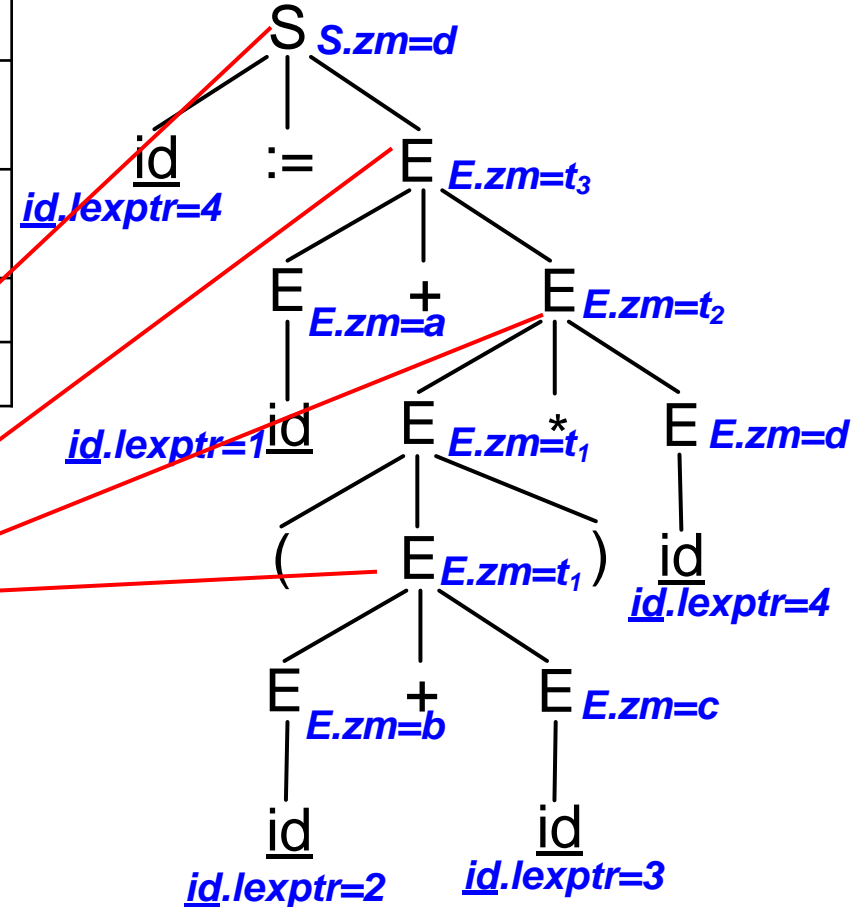 S S.zm=d
id := E E.zm=t3
id.lexptr=4
E + E E.zm=t2
E.zm=a
id.lexptr=1 id E * E E.zm=d
E.zm=t1
( E E.zm=t1 ) id
id.lexptr=4
E + E E.zm=c
E.zm=b
id id
id.lexptr=2 id.lexptr=3